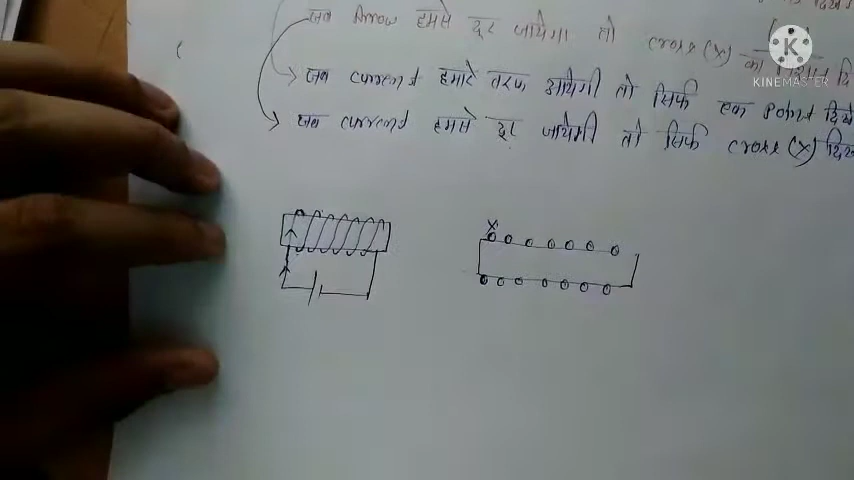 जब Arrow हमसे दूर जायेगा तो cross (x) का निशान
जब current हमारे तरफ आयेगी तो सिर्फ एक point
जब current हमसे दूर जायेगी तो सिर्फ cross (x)
x
KINEMASTER